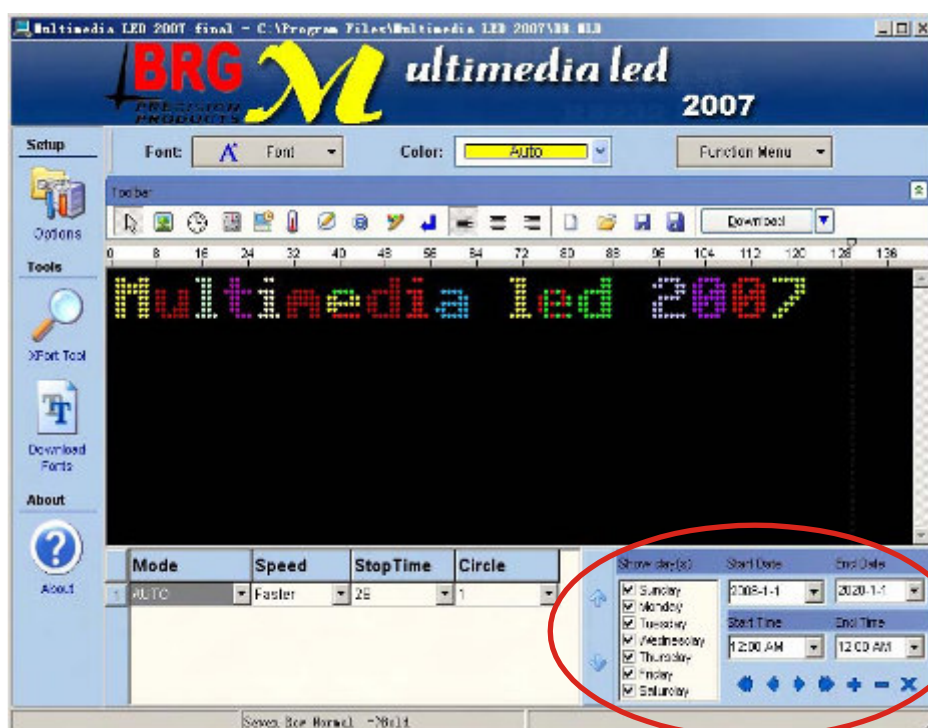 Multimedia LED 2007 final - C:\Program Files\Multimedia LED 2007\
BRG
PRECISION
PRODUCTS
Multimedia led
2007
Setup
Font:
Font
Color:
Auto
Function Menu
Toolbar
Options
Download
0 8 16 24 32 40 48 56 64 72 80 88 96 104 112 120 128 136
Tools
Multimedia led 2007
XFont Tool
Download
Fonts
About
About
Mode
Speed
StopTime
Circle
1
AUTO
Faster
1
Show day(s)
Start Date
End Date
Sunday
Monday
Tuesday
Wednesday
Thursday
Friday
Saturday
2020-1-1
Start Time
End Time
12:00 AM
12:00 AM
Seven Row Normal